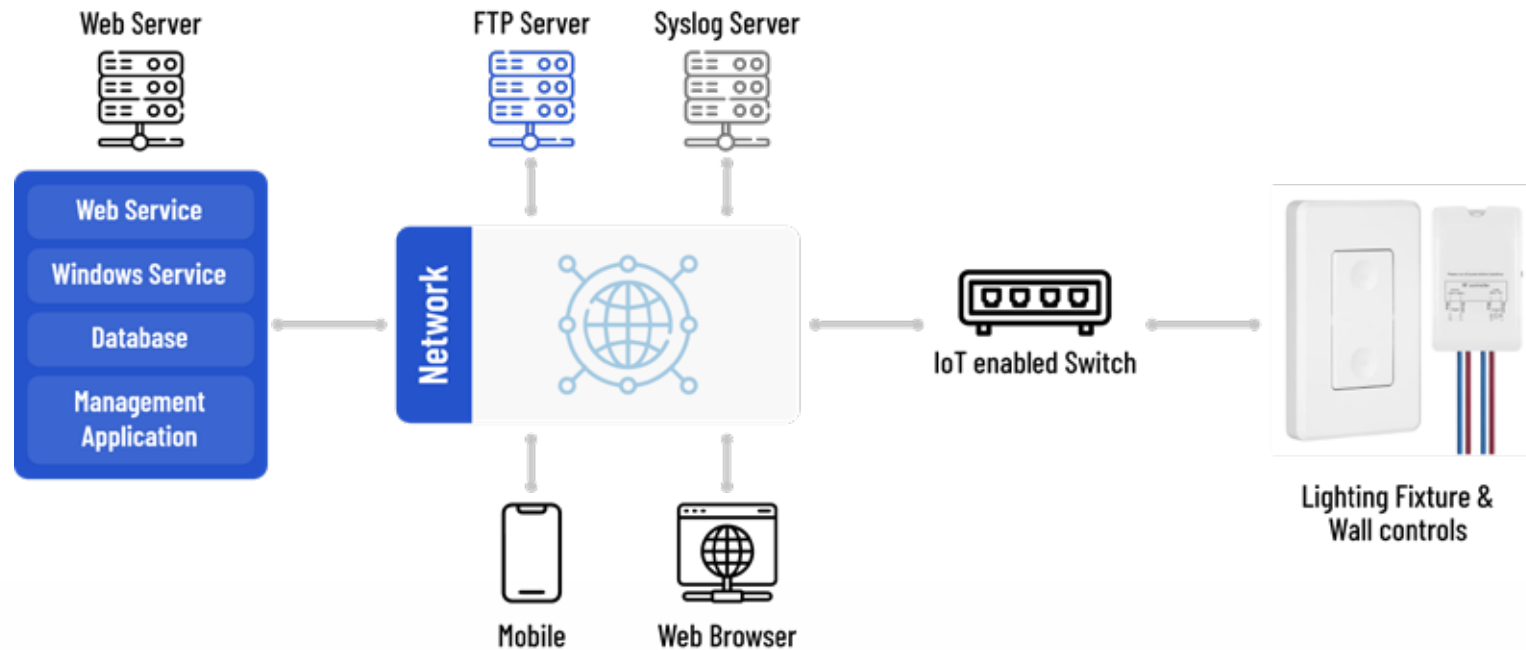 Web Server
FTP Server
Syslog Server
Web Service
Windows Service
Database
Management
Application
Network
IoT enabled Switch
Lighting Fixture &
Wall controls
Mobile
Web Browser